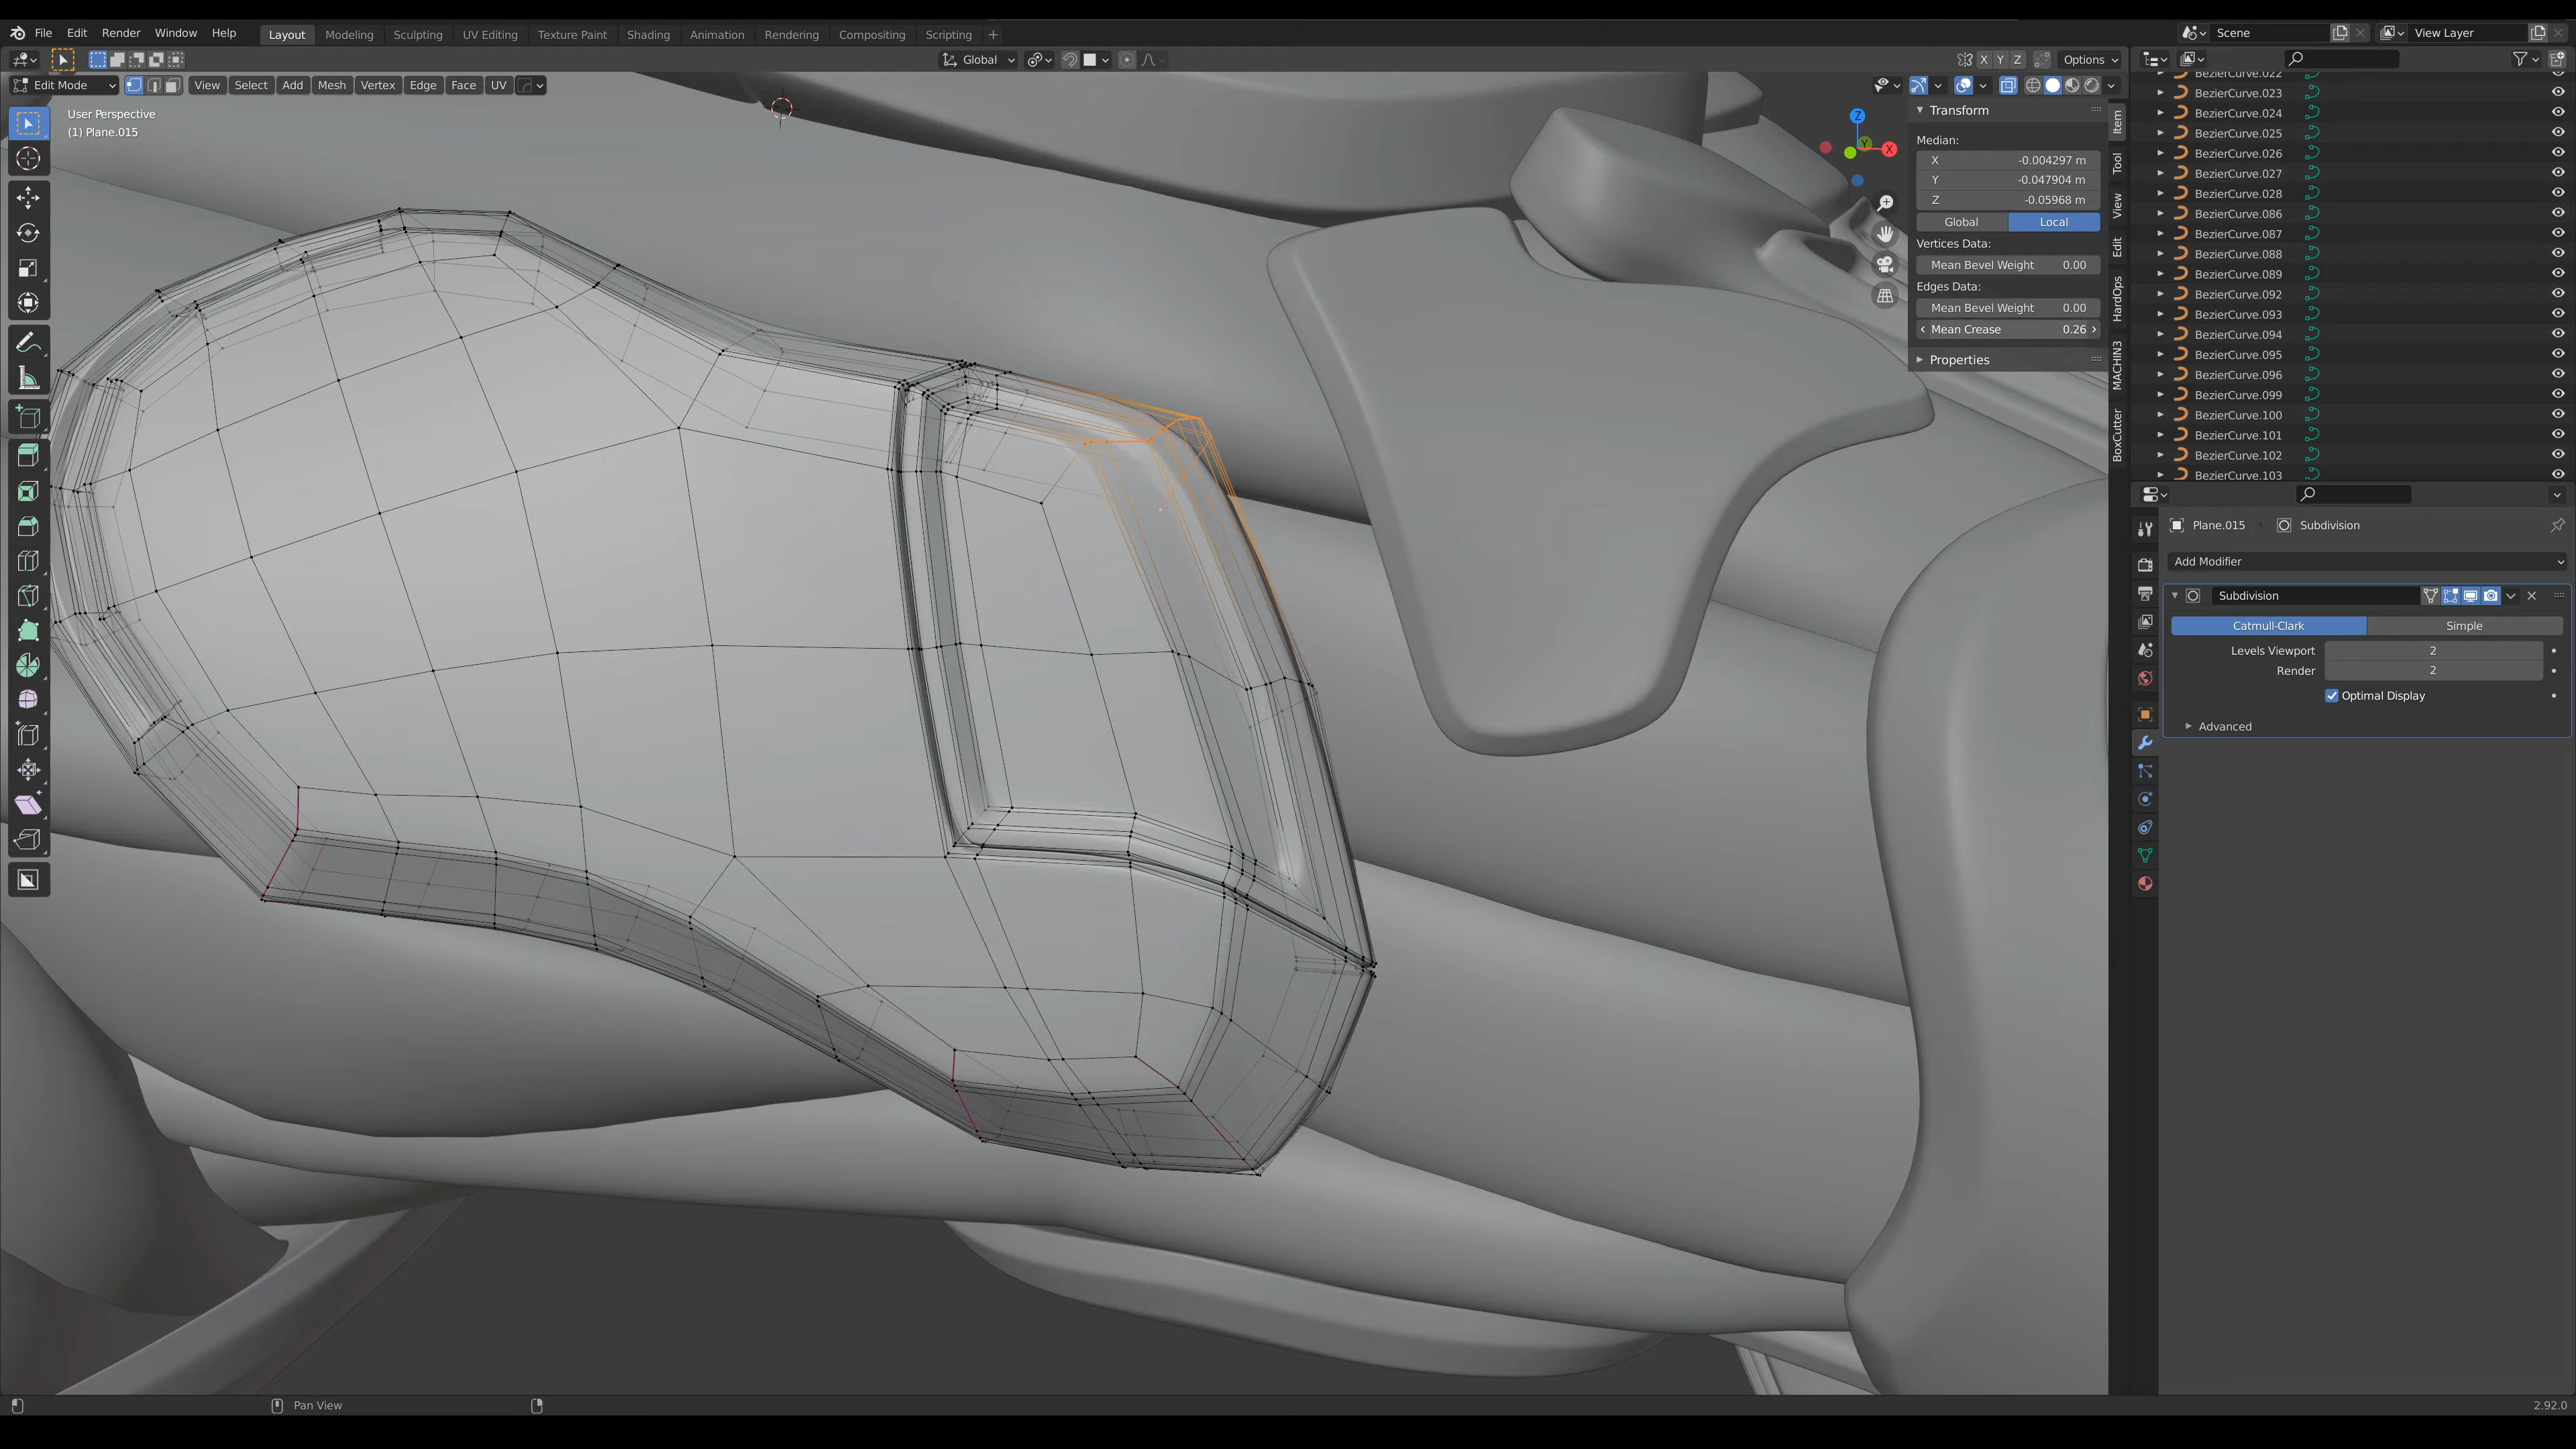 File Edit Render Window Help Layout Modeling Sculpting UV Editing Texture Paint Shading Animation Rendering Compositing Scripting + Scene View Layer
Global X Y Z Options
Edit Mode View Select Add Mesh Vertex Edge Face UV
User Perspective
(1) Plane.015
Z
Y
X
Transform
Median:
X -0.004297 m
Y -0.047904 m
Z -0.05968 m
Global Local
Vertices Data:
Mean Bevel Weight 0.00
Edges Data:
Mean Bevel Weight 0.00
Mean Crease 0.26
Properties
Item
Tool
View
Edit
HardOps
MACHIN3
BoxCutter
BezierCurve.022
BezierCurve.023
BezierCurve.024
BezierCurve.025
BezierCurve.026
BezierCurve.027
BezierCurve.028
BezierCurve.086
BezierCurve.087
BezierCurve.088
BezierCurve.089
BezierCurve.092
BezierCurve.093
BezierCurve.094
BezierCurve.095
BezierCurve.096
BezierCurve.099
BezierCurve.100
BezierCurve.101
BezierCurve.102
BezierCurve.103
Plane.015 Subdivision
Add Modifier
Subdivision
Catmull-Clark Simple
Levels Viewport 2
Render 2
Optimal Display
Advanced
Pan View
2.92.0